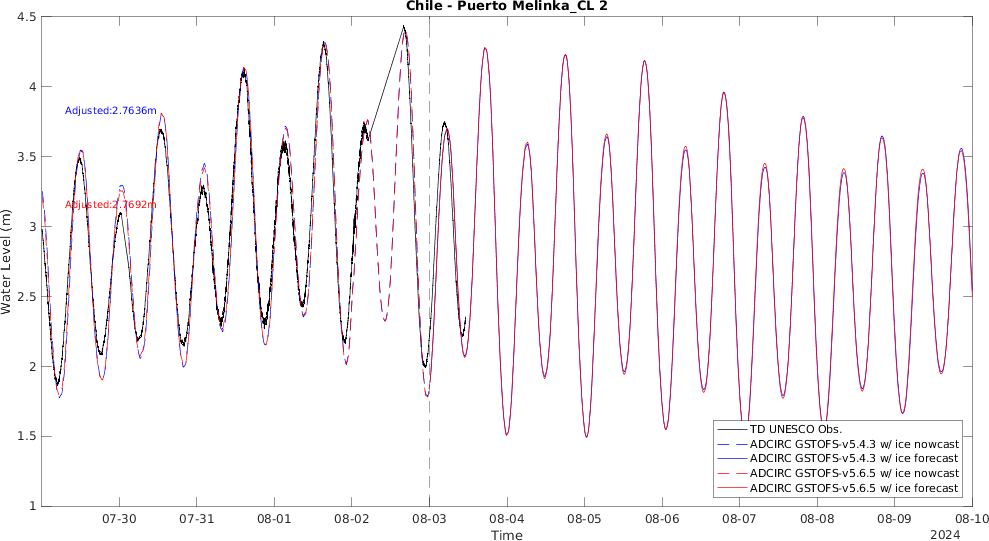 Chile - Puerto Melinka_CL 2
4.5
4
3.5
3
2.5
2
1.5
1
Water Level (m)
Adjusted:2.7636m
Adjusted:2.7692m
TD UNESCO Obs.
ADCIRC GSTOFS-v5.4.3 w/ ice nowcast
ADCIRC GSTOFS-v5.4.3 w/ ice forecast
ADCIRC GSTOFS-v5.6.5 w/ ice nowcast
ADCIRC GSTOFS-v5.6.5 w/ ice forecast
07-30 07-31 08-01 08-02 08-03 08-04 08-05 08-06 08-07 08-08 08-09 08-10
Time 2024